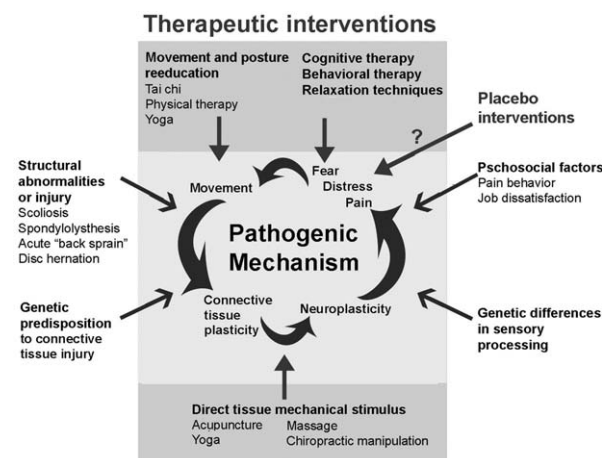 Therapeutic interventions
Movement and posture
reeducation
Tai chi
Physical therapy
Yoga
Cognitive therapy
Behavioral therapy
Relaxation techniques
Placebo
interventions
?
Structural
abnormalities
or injury
Scoliosis
Spondylolysthesis
Acute “back sprain”
Disc hernation
Movement
Fear
Distress
Pain
Pschosocial factors
Pain behavior
Job dissatisfaction
Pathogenic
Mechanism
Genetic
predisposition
to connective
tissue injury
Connective
tissue
plasticity
Neuroplasticity
Genetic differences
in sensory
processing
Direct tissue mechanical stimulus
Acupuncture
Yoga
Massage
Chiropractic manipulation